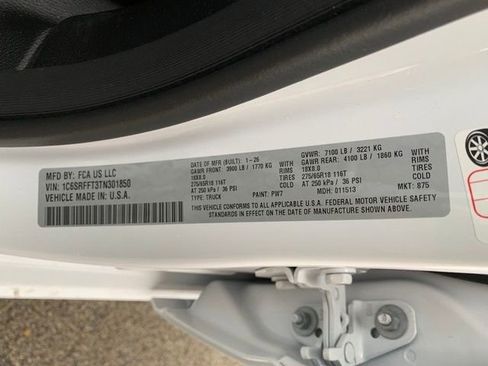 MFD BY: FCA US LLC
VIN: 1C6SRFFT3TN301850
VEHICLE MADE IN U.S.A.
DATE OF MFR (BUILT): 1-26
GAWR FRONT: 3900 LB / 1770 KG
18X8.0
275/65R18 116T
AT 250 kPa / 36 PSI
TYPE: TRUCK
WITH
RIMS
TIRES
PAINT: PW7
GVWR: 7100 LB / 3221 KG
GAWR REAR: 4100 LB / 1860 KG
18X8.0
275/65R18 116T
AT 250 kPa / 36 PSI
MDH: 011513
WITH
RIMS
TIRES
MKT: 875
THIS VEHICLE CONFORMS TO ALL APPLICABLE U.S.A. FEDERAL MOTOR VEHICLE SAFETY
STANDARDS IN EFFECT ON THE DATE OF MANUFACTURE SHOWN ABOVE.